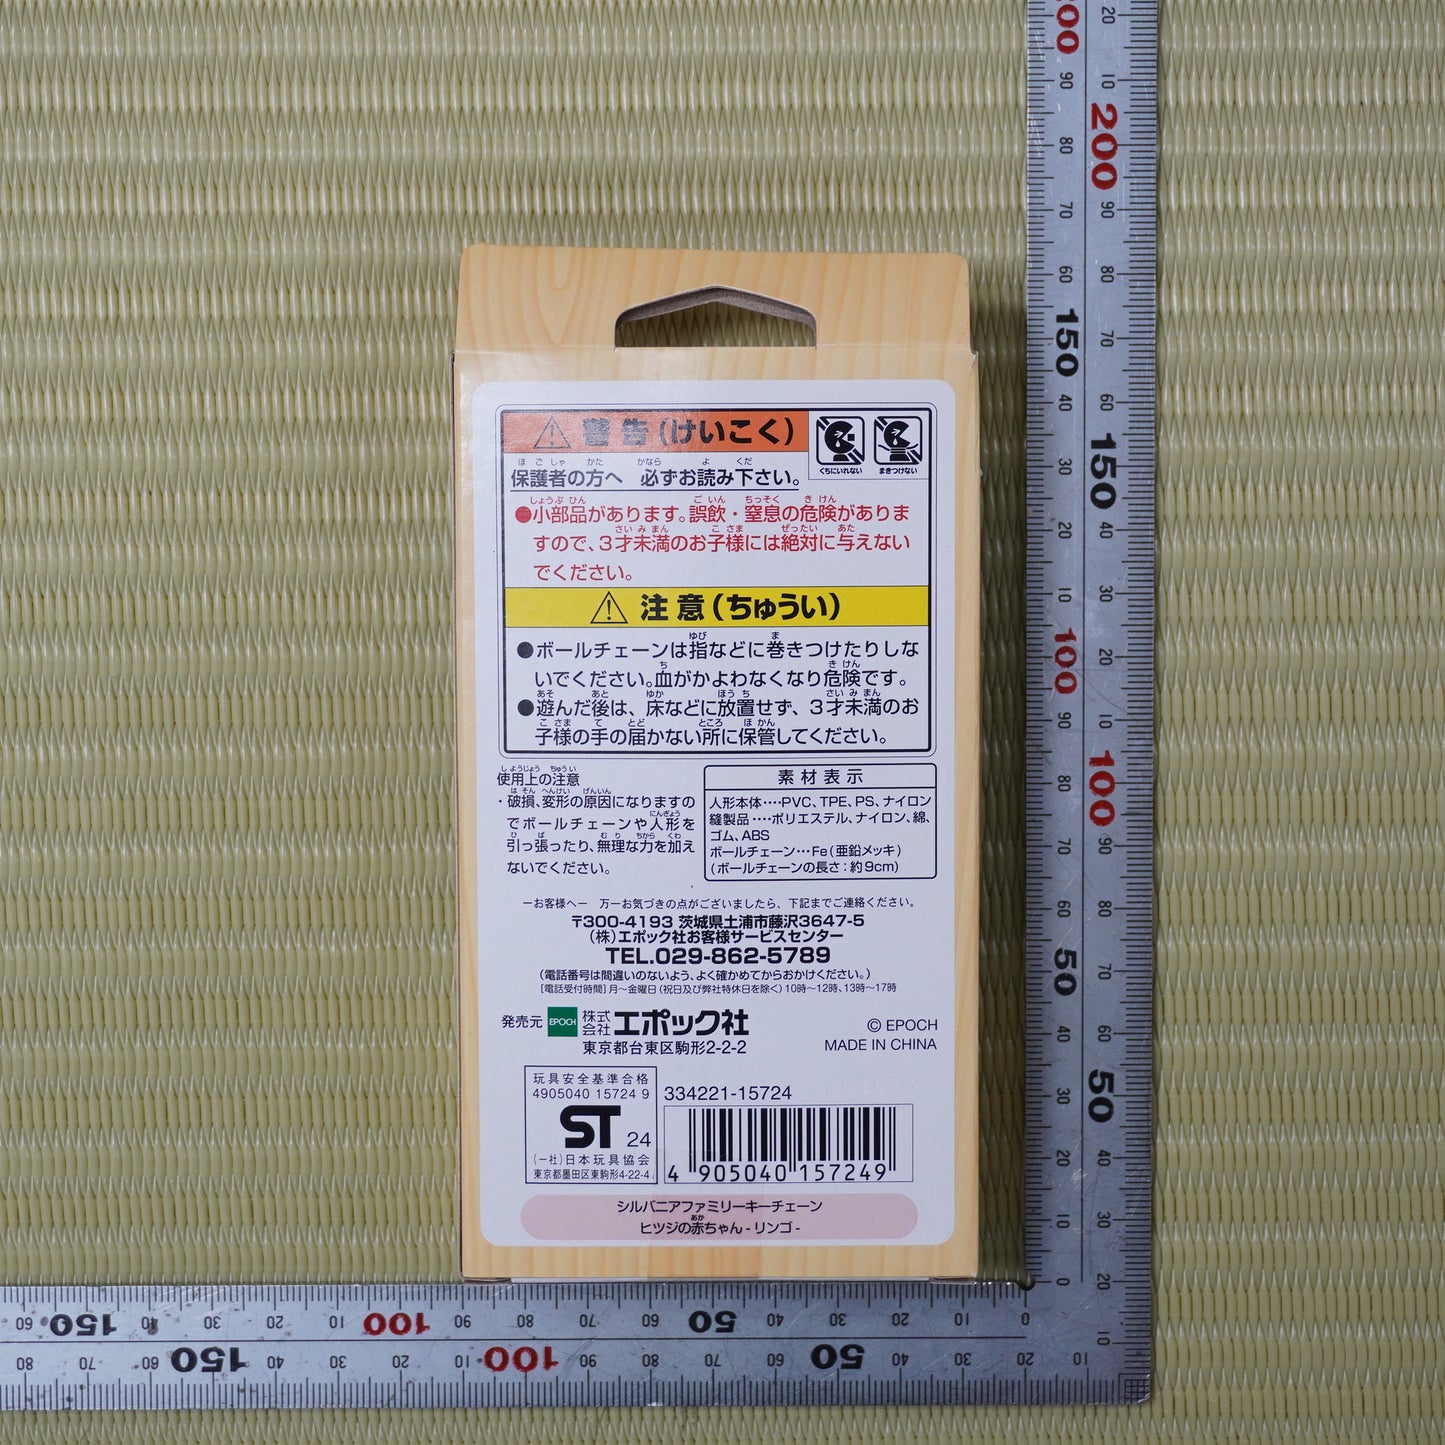 警告(けいこく)
くちにいれない
まきつけない
保護者の方へ 必ずお読み下さい。
●小部品があります。誤飲・窒息の危険がありま
すので、3才未満のお子様には絶対に与えない
でください。
注意(ちゅうい)
●ボールチェーンは指などに巻きつけたりしな
いでください。血がかよわなくなり危険です。
●遊んだ後は、床などに放置せず、3才未満のお
子様の手の届かない所に保管してください。
使用上の注意
・破損、変形の原因になりますの
でボールチェーンや人形を
引っ張ったり、無理な力を加え
ないでください。
素材表示
人形本体‥‥PVC、TPE、PS、ナイロン
縫製品‥‥ポリエステル、ナイロン、綿、
ゴム、ABS
ボールチェーン…Fe(亜鉛メッキ)
(ボールチェーンの長さ:約9cm)
ーお客様へー 万一お気づきの点がございましたら、下記までご連絡ください。
〒300-4193 茨城県土浦市藤沢3647-5
(株)エポック社お客様サービスセンター
TEL.029-862-5789
(電話番号は間違いのないよう、よく確かめてからおかけください。)
[電話受付時間]月〜金曜日(祝日及び弊社特休日を除く)10時〜12時、13時〜17時
発売元 EPOCH 株式会社 エポック社
東京都台東区駒形2-2-2
© EPOCH
MADE IN CHINA
玩具安全基準合格
4905040 15724 9
ST 24
(一社)日本玩具協会
東京都墨田区東駒形4-22-4
334221-15724
4 905040 157249
シルバニアファミリーキーチェーン
ヒツジの赤ちゃん - リンゴ -